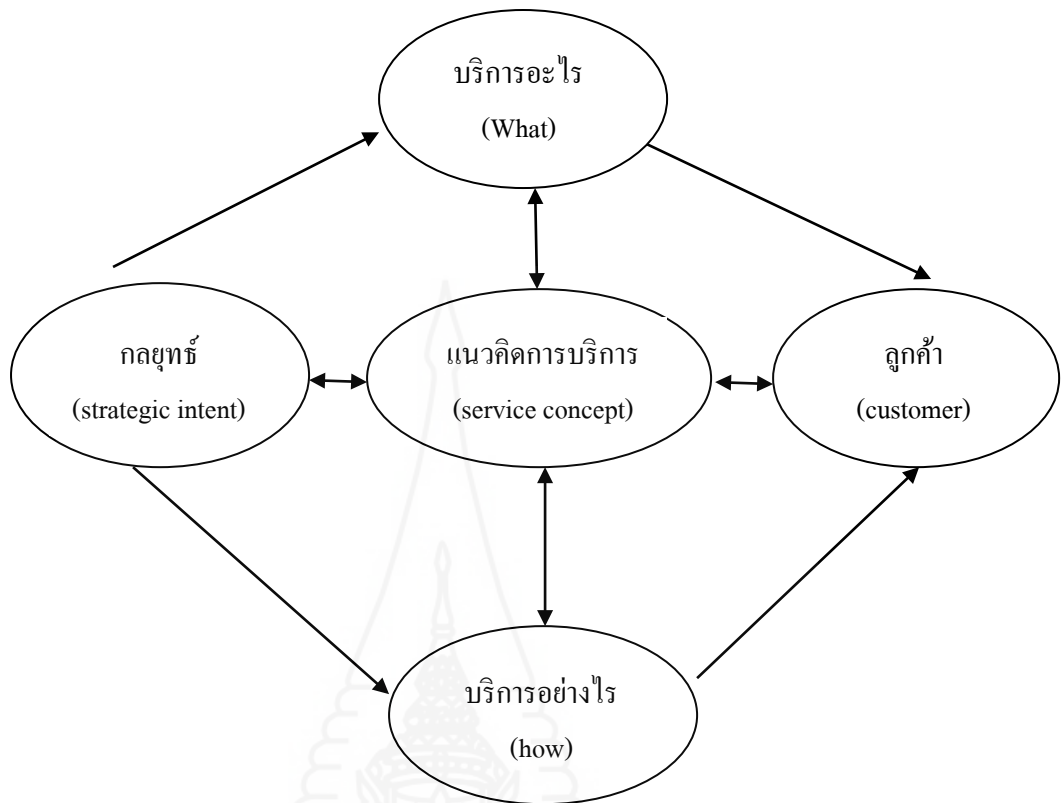 บริการอะไร
(What)
กลยุทธ์
(strategic intent)
แนวคิดการบริการ
(service concept)
ลูกค้า
(customer)
บริการอย่างไร
(how)